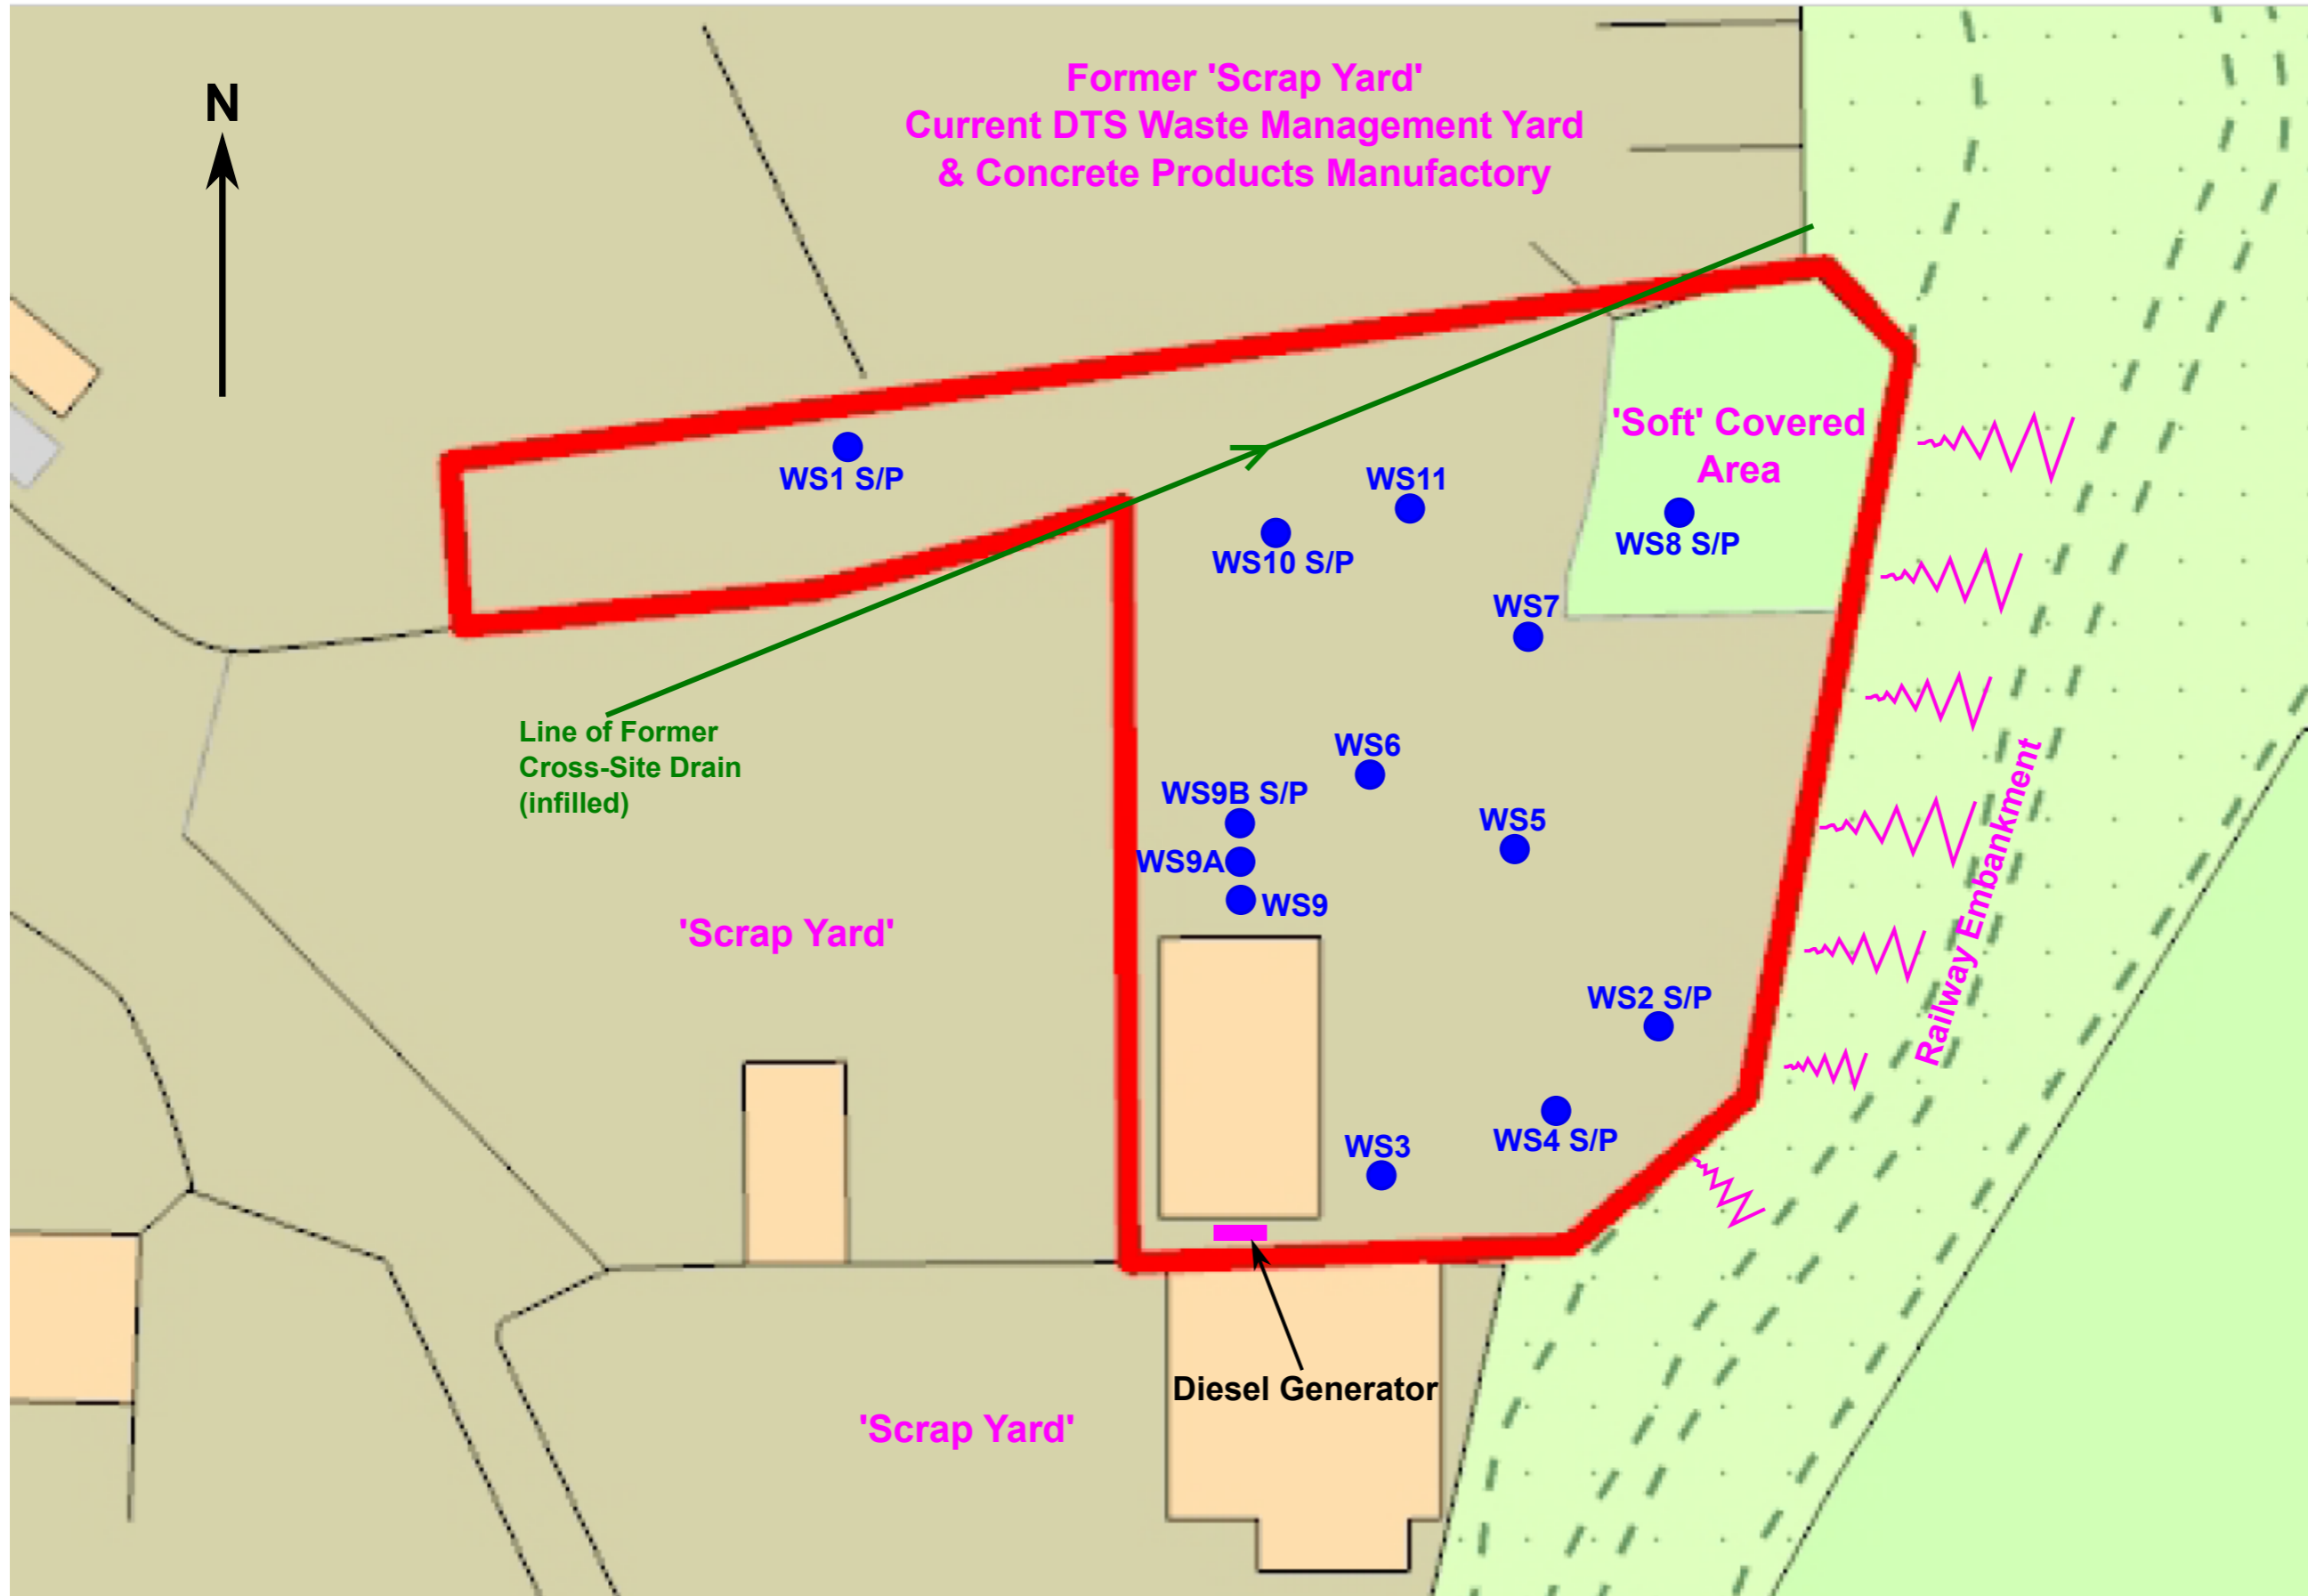 N
Former 'Scrap Yard'
Current DTS Waste Management Yard
& Concrete Products Manufactory
'Soft' Covered
Area
WS1 S/P
WS11
WS10 S/P
WS8 S/P
WS7
Line of Former
Cross-Site Drain
(infilled)
WS6
WS9B S/P
WS5
WS9A
WS9
'Scrap Yard'
Railway Embankment
WS2 S/P
WS4 S/P
WS3
Diesel Generator
'Scrap Yard'